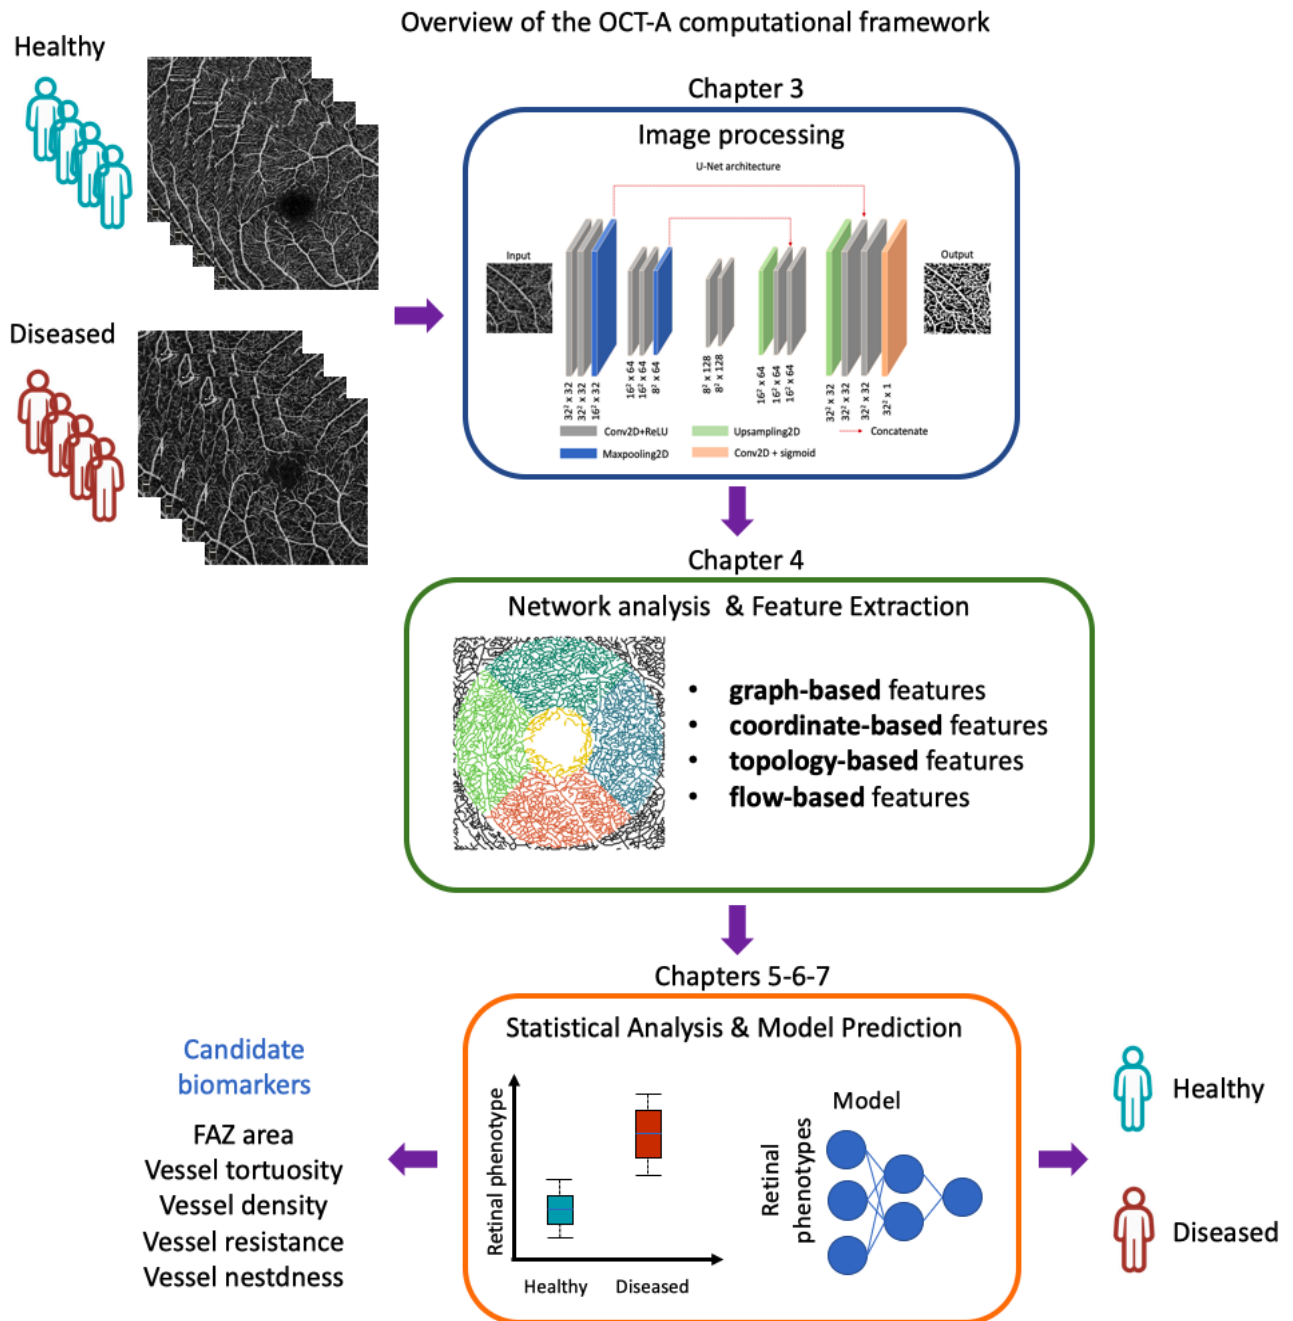 Overview of the OCT-A computational framework
Healthy
Diseased
Chapter 3
Image processing
U-Net architecture
Input
Output
32² x 32
32² x 32
16² x 32
16² x 64
16² x 64
8² x 64
8² x 128
8² x 128
16² x 64
16² x 64
16² x 64
32² x 32
32² x 32
32² x 32
32² x 1
Conv2D+ReLU
Upsampling2D
Concatenate
Maxpooling2D
Conv2D + sigmoid
Chapter 4
Network analysis & Feature Extraction
• graph-based features
• coordinate-based features
• topology-based features
• flow-based features
Chapters 5-6-7
Statistical Analysis & Model Prediction
Retinal phenotype
Healthy
Diseased
Model
Retinal
phenotypes
Candidate
biomarkers
FAZ area
Vessel tortuosity
Vessel density
Vessel resistance
Vessel nestdness
Healthy
Diseased